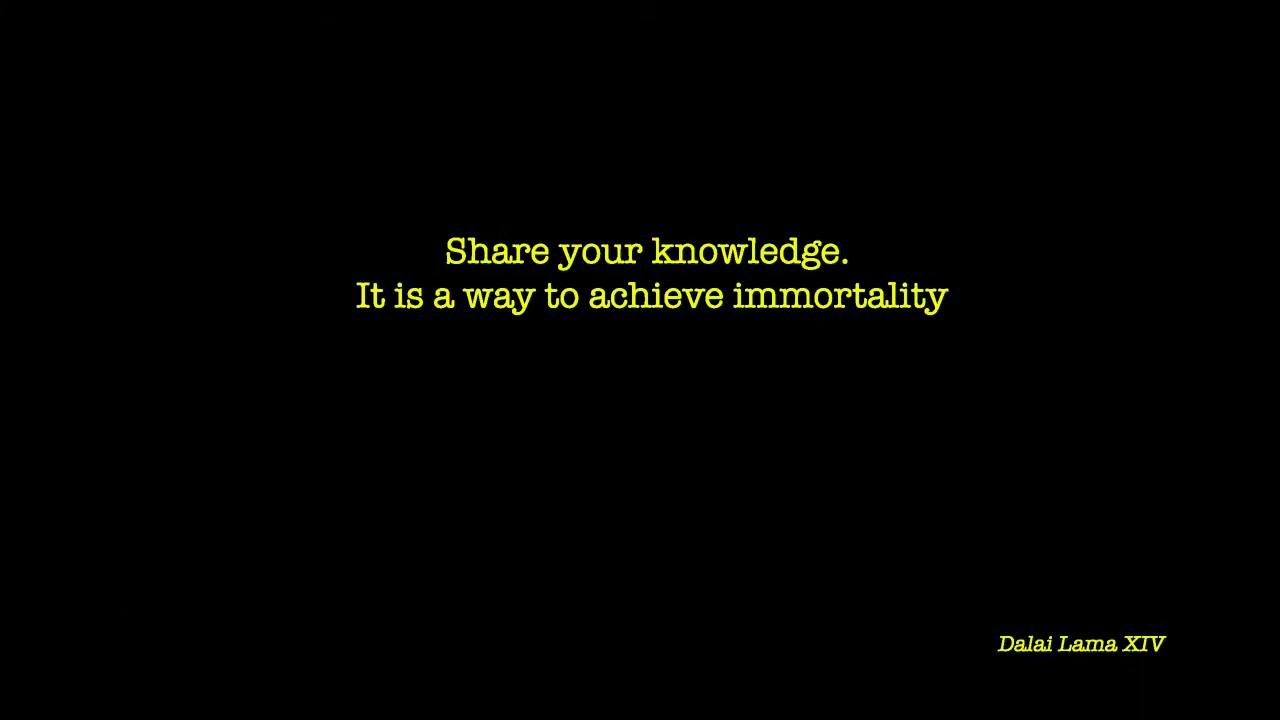 Share your knowledge.
It is a way to achieve immortality
Dalai Lama XIV